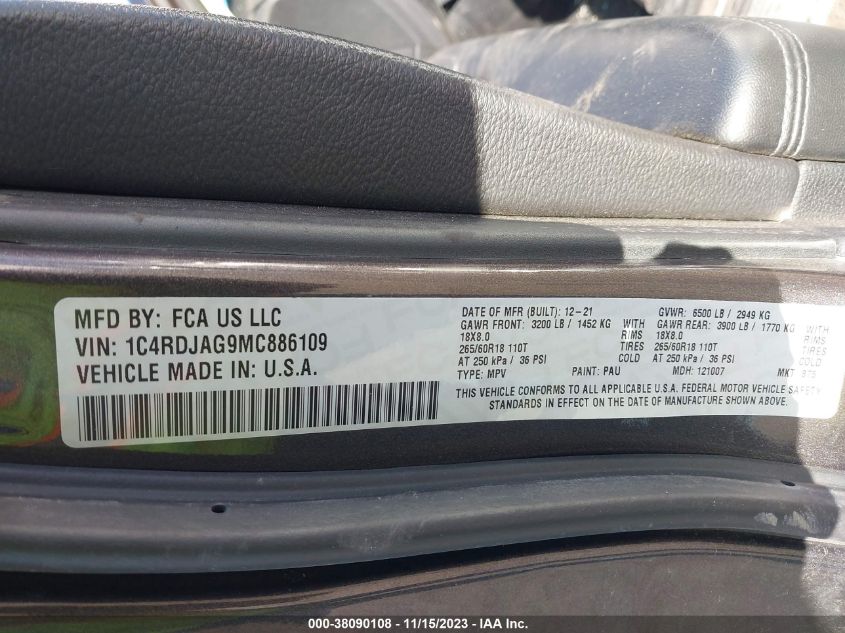 MFD BY: FCA US LLC
VIN: 1C4RDJAG9MC886109
VEHICLE MADE IN: U.S.A.
DATE OF MFR (BUILT): 12-21 GVWR: 6500 LB / 2949 KG
GAWR FRONT: 3200 LB / 1452 KG WITH GAWR REAR: 3900 LB / 1770 KG WITH
18X8.0 RIMS 18X8.0 RIMS
265/60R18 110T TIRES 265/60R18 110T TIRES
AT 250 kPa / 36 PSI COLD AT 250 kPa / 36 PSI COLD
TYPE: MPV PAINT: PAU MDH: 121007 MKT
THIS VEHICLE CONFORMS TO ALL APPLICABLE U.S.A. FEDERAL MOTOR VEHICLE SAFETY
STANDARDS IN EFFECT ON THE DATE OF MANUFACTURE SHOWN ABOVE.
000-38090108 - 11/15/2023 - IAA Inc.